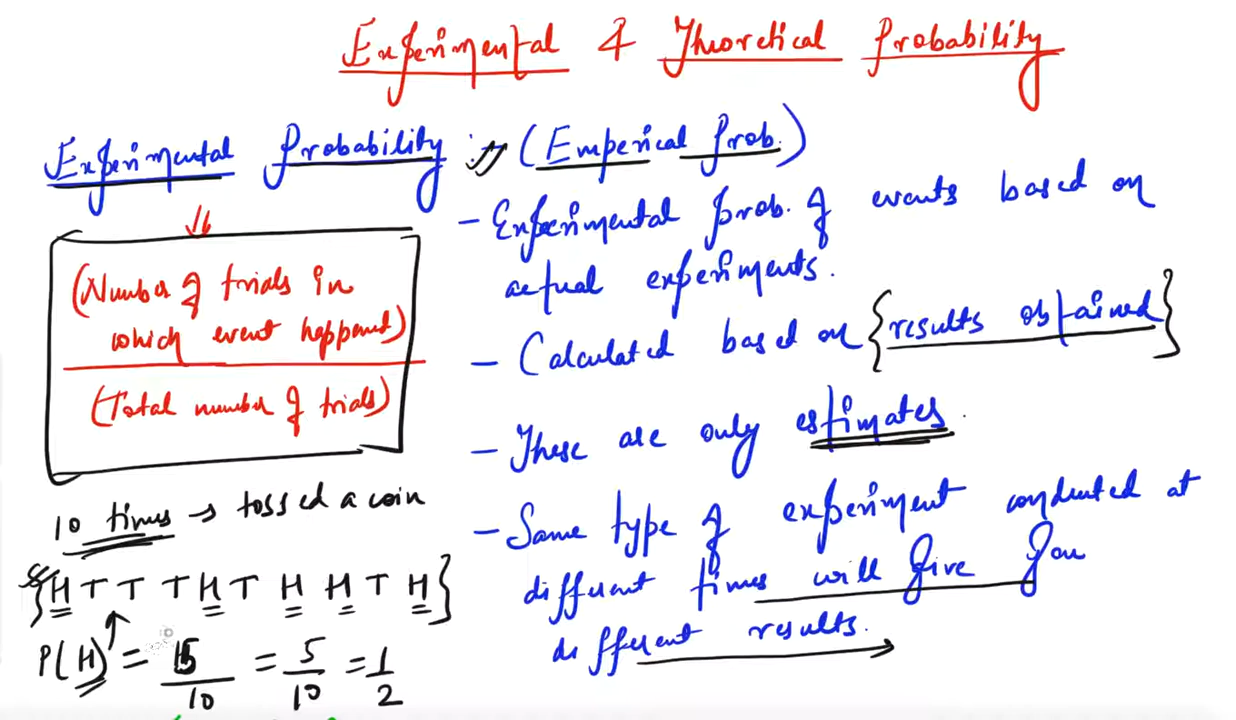 Experimental & Theoretical Probability
Experimental Probability :- (Emperical Prob.)
(Number of trials in
which event happened)
(Total number of trials)
10 times → tossed a coin
{H T T T H T H H T H}
P(H) = 5/10 = 5/10 = 1/2
- Experimental prob. of events based on
actual experiments.
- Calculated based on {results obtained}
- These are only estimates.
- Same type of experiment conducted at
different times will give you
different results.